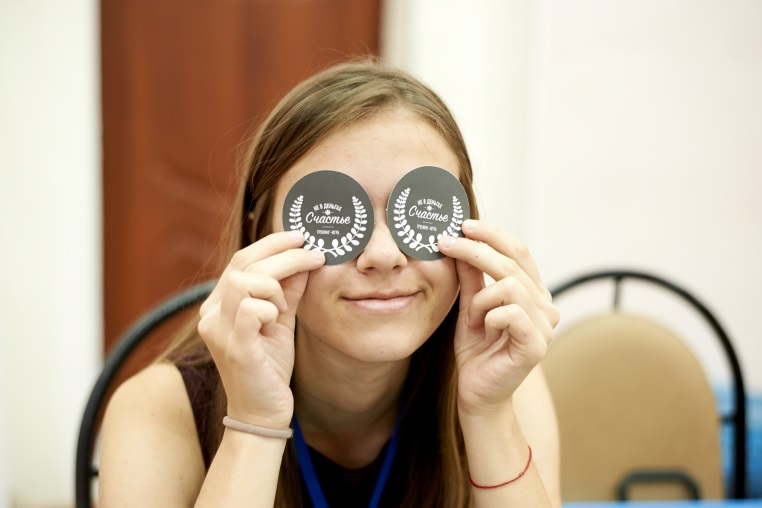 НЕ В ДЕНЬГАХ
Счастье
ТРЕНИНГ-ИГРА
НЕ В ДЕНЬГАХ
Счастье
ТРЕНИНГ-ИГРА